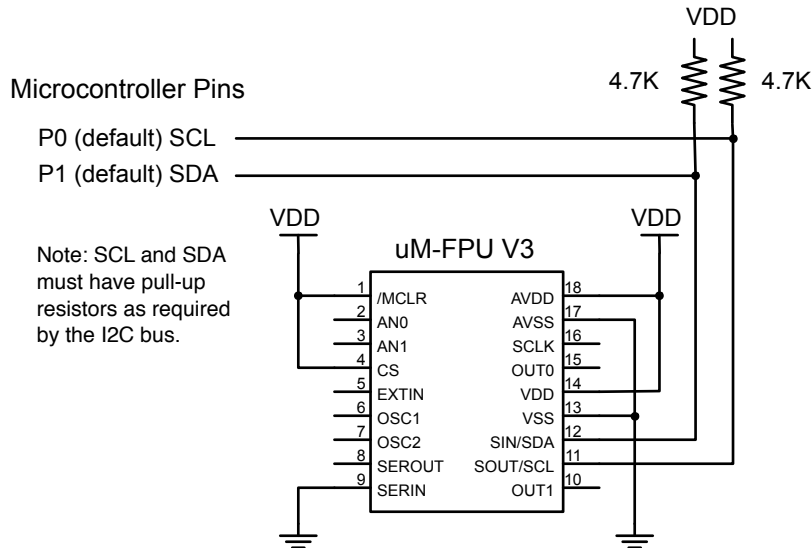 VDD
4.7K
4.7K
Microcontroller Pins
P0 (default) SCL
P1 (default) SDA
VDD
VDD
Note: SCL and SDA
must have pull-up
resistors as required
by the I2C bus.
uM-FPU V3
1 /MCLR AVDD 18
2 AN0 AVSS 17
3 AN1 SCLK 16
4 CS OUT0 15
5 EXTIN VDD 14
6 OSC1 VSS 13
7 OSC2 SIN/SDA 12
8 SEROUT SOUT/SCL 11
9 SERIN OUT1 10